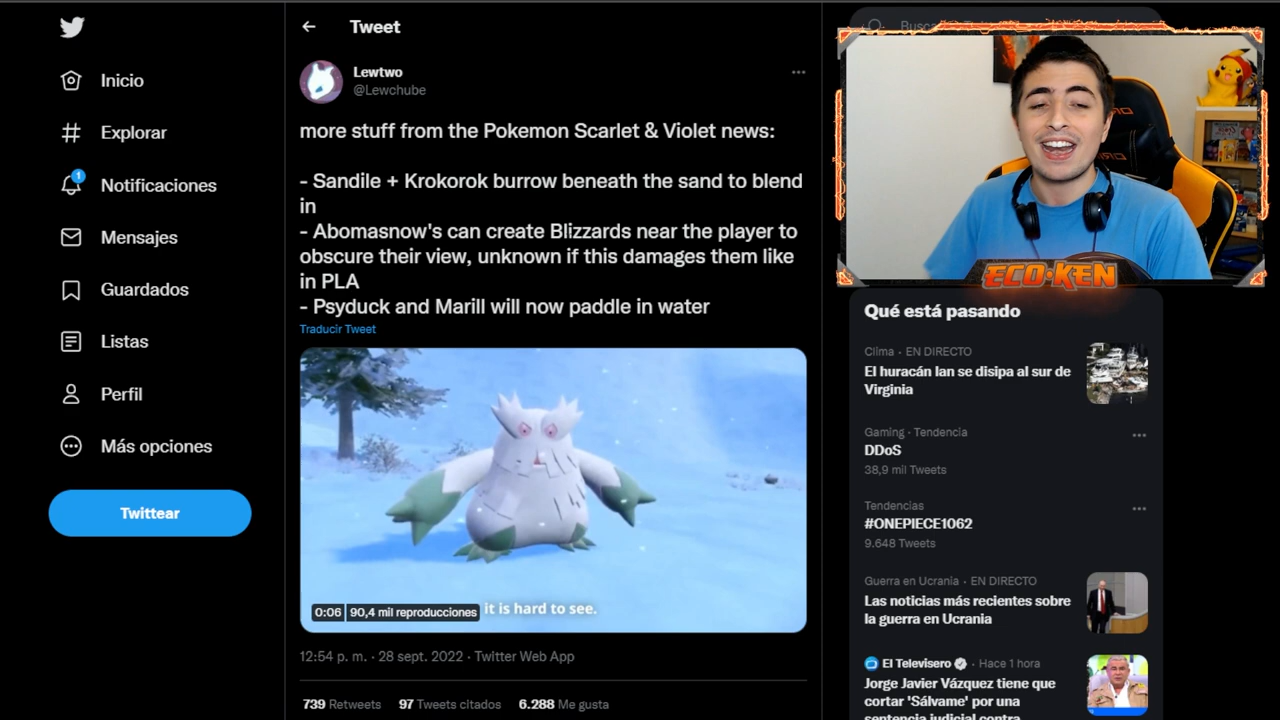 Inicio
Explorar
1
Notificaciones
Mensajes
Guardados
Listas
Perfil
Más opciones
Twittear
Tweet
Lewtwo
@Lewchube
more stuff from the Pokemon Scarlet & Violet news:
- Sandile + Krokorok burrow beneath the sand to blend
in
- Abomasnow's can create Blizzards near the player to
obscure their view, unknown if this damages them like
in PLA
- Psyduck and Marill will now paddle in water
Traducir Tweet
0:06 90,4 mil reproducciones it is hard to see.
12:54 p. m. · 28 sept. 2022 · Twitter Web App
739 Retweets 97 Tweets citados 6.288 Me gusta
ECO-KEN
Qué está pasando
Clima · EN DIRECTO
El huracán Ian se disipa al sur de
Virginia
Gaming · Tendencia
DDoS
38,9 mil Tweets
Tendencias
#ONEPIECE1062
9.648 Tweets
Guerra en Ucrania · EN DIRECTO
Las noticias más recientes sobre
la guerra en Ucrania
El Televisero · Hace 1 hora
Jorge Javier Vázquez tiene que
cortar 'Sálvame' por una
sentencia judicial contra